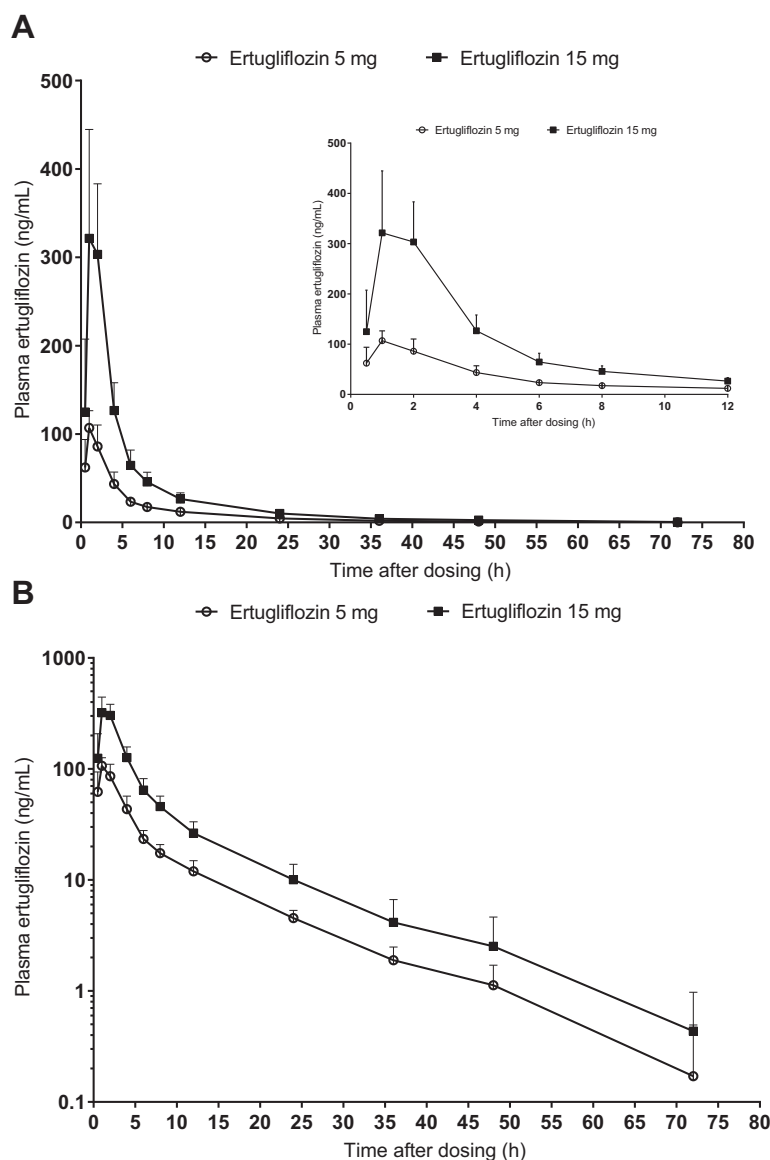 A
Ertugliflozin 5 mg Ertugliflozin 15 mg
Plasma ertugliflozin (ng/mL)
500
400
300
200
100
0
0 5 10 15 20 25 30 35 40 45 50 55 60 65 70 75 80
Time after dosing (h)
Ertugliflozin 5 mg Ertugliflozin 15 mg
Plasma ertugliflozin (ng/mL)
500
400
300
200
100
0
0 2 4 6 8 10 12
Time after dosing (h)
B
Ertugliflozin 5 mg Ertugliflozin 15 mg
Plasma ertugliflozin (ng/mL)
1000
100
10
1
0.1
0 5 10 15 20 25 30 35 40 45 50 55 60 65 70 75 80
Time after dosing (h)